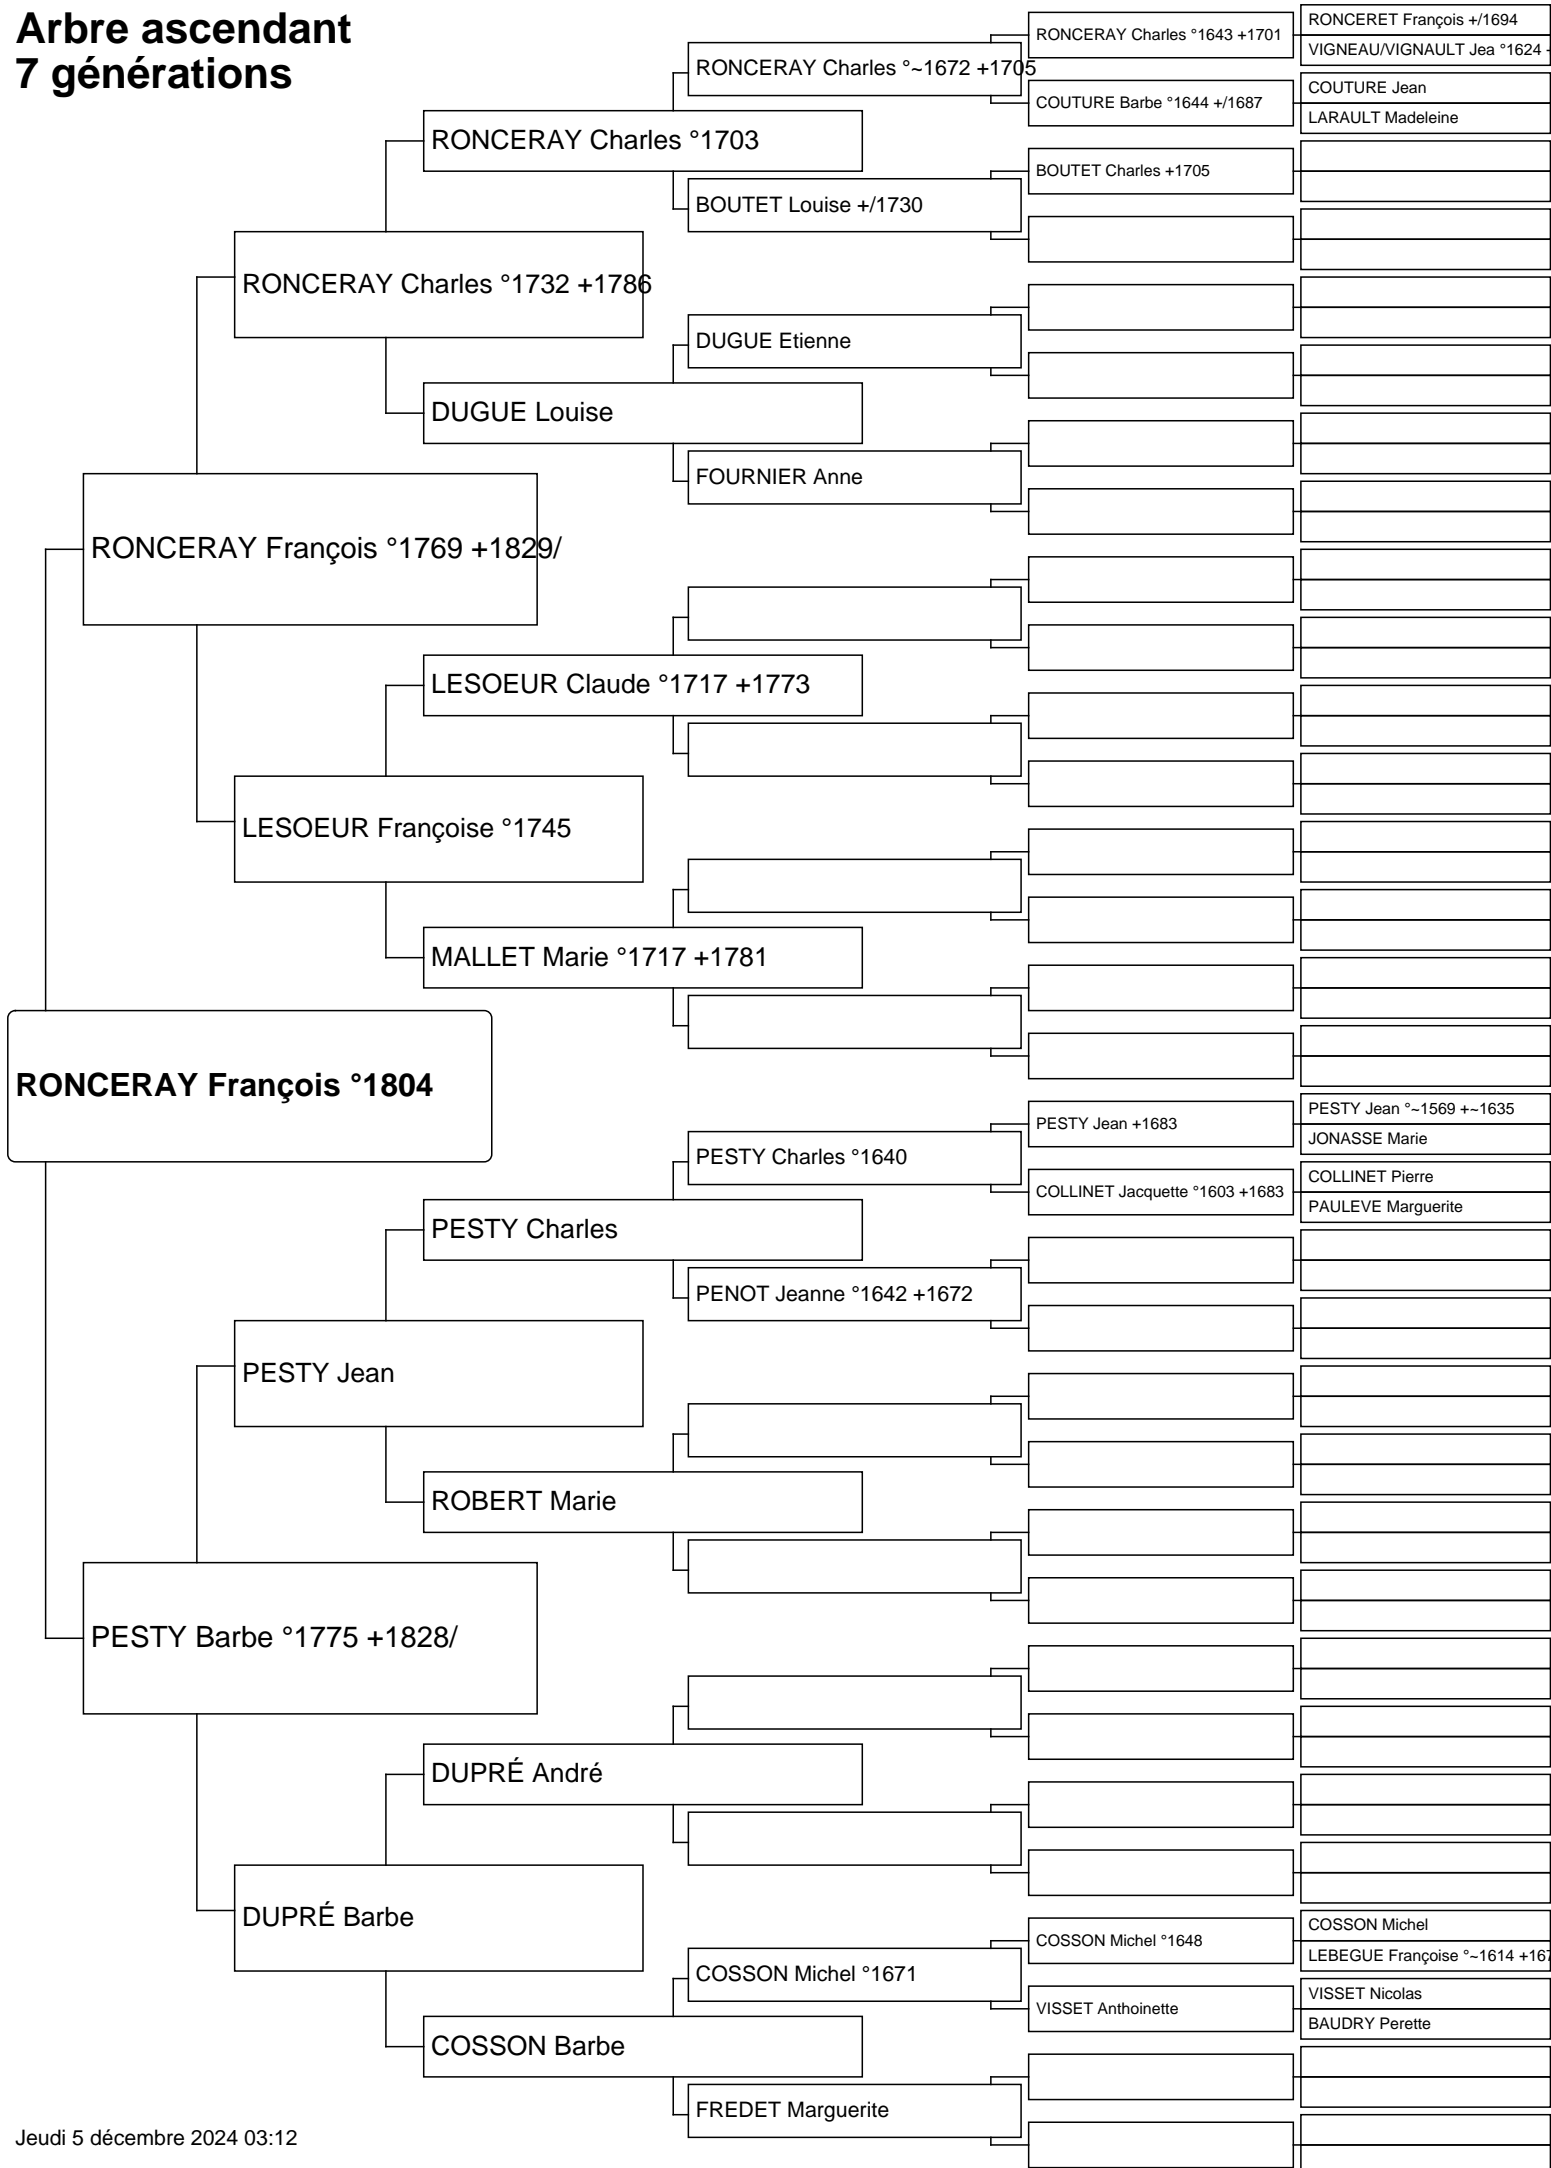 Arbre ascendant
7 générations
RONCERAY François °1804
RONCERAY François °1769 +1829/
PESTY Barbe °1775 +1828/
RONCERAY Charles °1732 +1786
LESOEUR Françoise °1745
PESTY Jean
DUPRÉ Barbe
RONCERAY Charles °1703
DUGUE Louise
LESOEUR Claude °1717 +1773
MALLET Marie °1717 +1781
PESTY Charles
ROBERT Marie
DUPRÉ André
COSSON Barbe
RONCERAY Charles °~1672 +1705
BOUTET Louise +/1730
DUGUE Etienne
FOURNIER Anne
PESTY Charles °1640
PENOT Jeanne °1642 +1672
COSSON Michel °1671
FREDET Marguerite
RONCERAY Charles °1643 +1701
COUTURE Barbe °1644 +/1687
BOUTET Charles +1705
PESTY Jean +1683
COLLINET Jacquette °1603 +1683
COSSON Michel °1648
VISSET Anthoinette
RONCERET François +/1694
VIGNEAU/VIGNAULT Jea °1624
COUTURE Jean
LARAULT Madeleine
PESTY Jean °~1569 +~1635
JONASSE Marie
COLLINET Pierre
PAULEVE Marguerite
COSSON Michel
LEBEGUE Françoise °~1614
VISSET Nicolas
BAUDRY Perette
Jeudi 5 décembre 2024 03:12